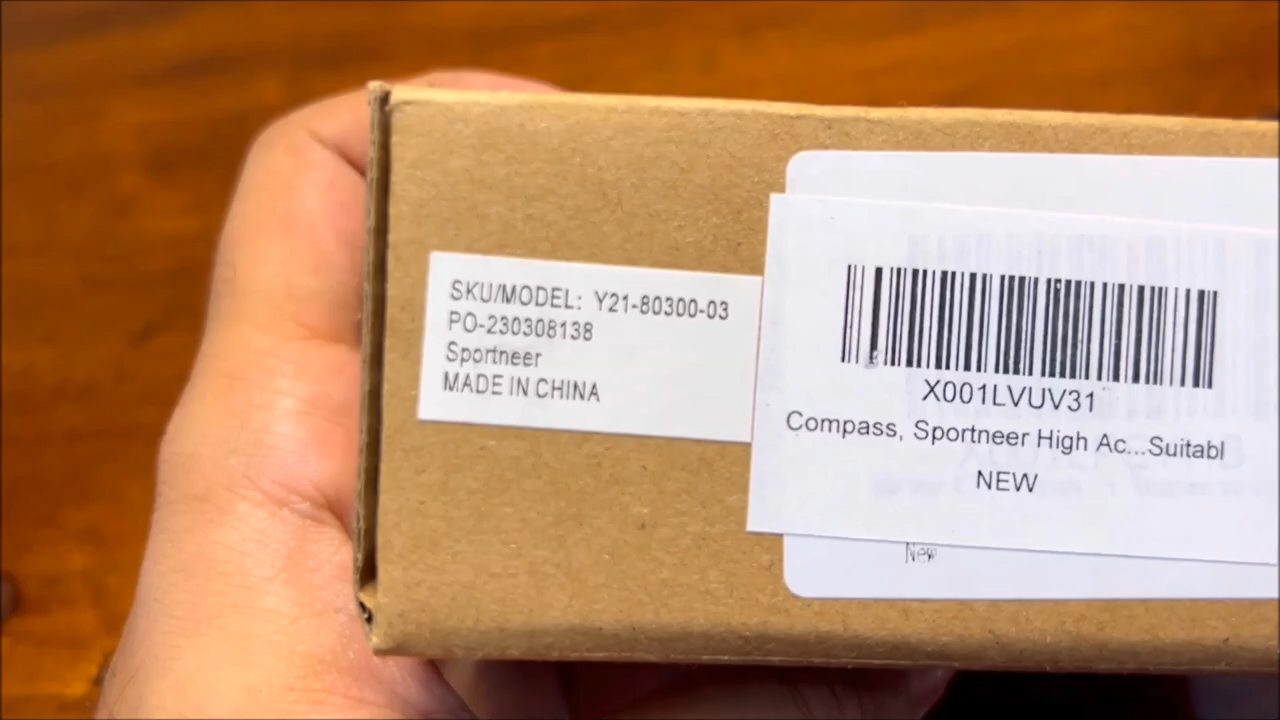 SKU/MODEL: Y21-80300-03
PO-230308138
Sportneer
MADE IN CHINA
X001LVUV31
Compass, Sportneer High Ac...Suitabl
NEW
New